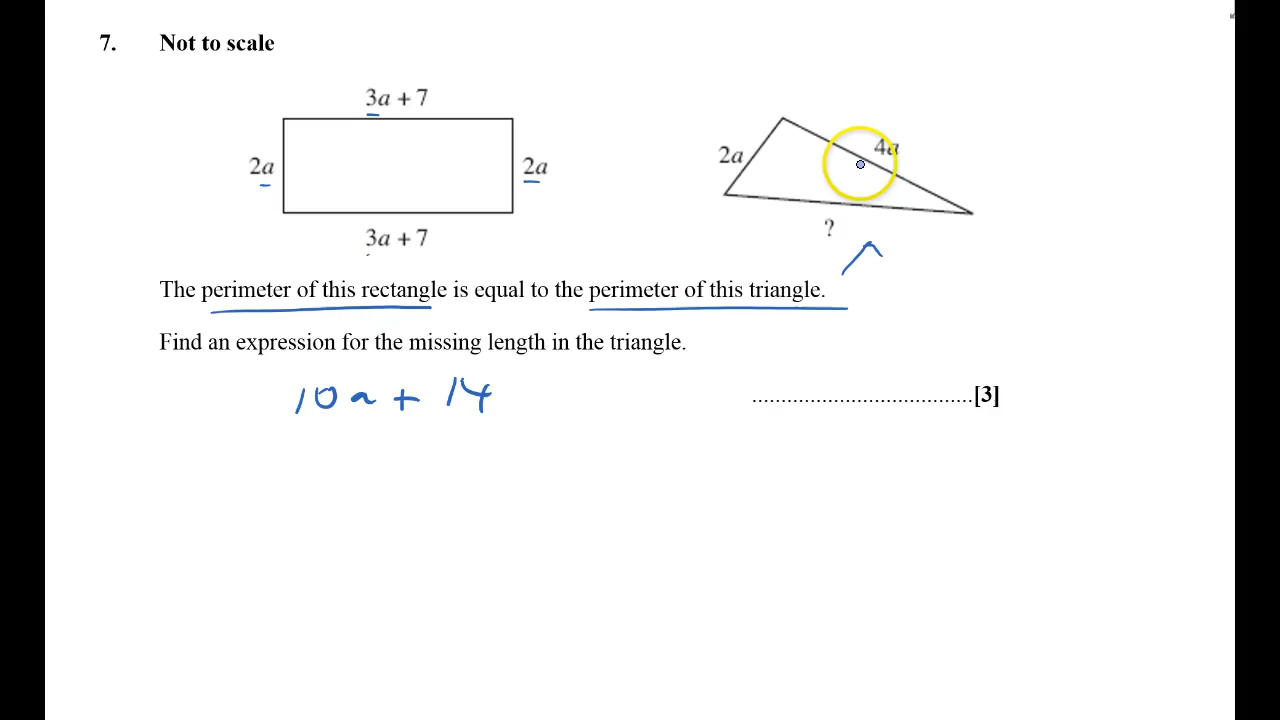 7. Not to scale
3a + 7
2a
2a
3a + 7
2a
4a
?
The perimeter of this rectangle is equal to the perimeter of this triangle.
Find an expression for the missing length in the triangle.
10a + 14
......................................[3]